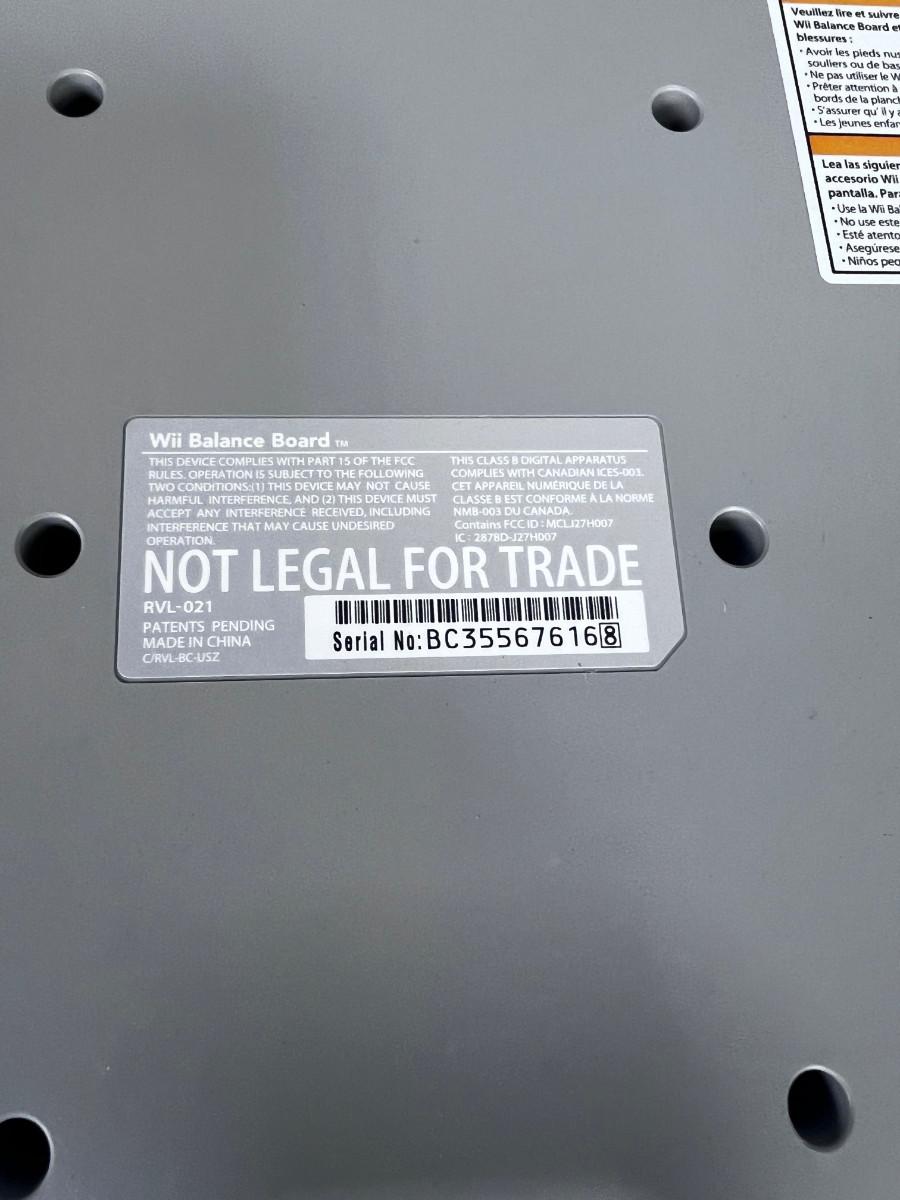 Veuillez lire et suivre
Wii Balance Board et
blessures :
• Avoir les pieds nus
souliers ou de bas
• Ne pas utiliser le W
• Prêter attention à
bords de la planch
• S'assurer qu' il y a
• Les jeunes enfan
Lea las siguien
accesorio Wii
pantalla. Para
• Use la Wii Ba
• No use este
• Esté atento
• Asegúrese
• Niños peq
Wii Balance Board TM
THIS DEVICE COMPLIES WITH PART 15 OF THE FCC
RULES. OPERATION IS SUBJECT TO THE FOLLOWING
TWO CONDITIONS:(1) THIS DEVICE MAY NOT CAUSE
HARMFUL INTERFERENCE, AND (2) THIS DEVICE MUST
ACCEPT ANY INTERFERENCE RECEIVED, INCLUDING
INTERFERENCE THAT MAY CAUSE UNDESIRED
OPERATION.
THIS CLASS B DIGITAL APPARATUS
COMPLIES WITH CANADIAN ICES-003.
CET APPAREIL NUMÉRIQUE DE LA
CLASSE B EST CONFORME À LA NORME
NMB-003 DU CANADA.
Contains FCC ID : MCLJ27H007
IC : 2878D-J27H007
NOT LEGAL FOR TRADE
RVL-021
PATENTS PENDING
MADE IN CHINA
C/RVL-BC-USZ
Serial No:BC355676168